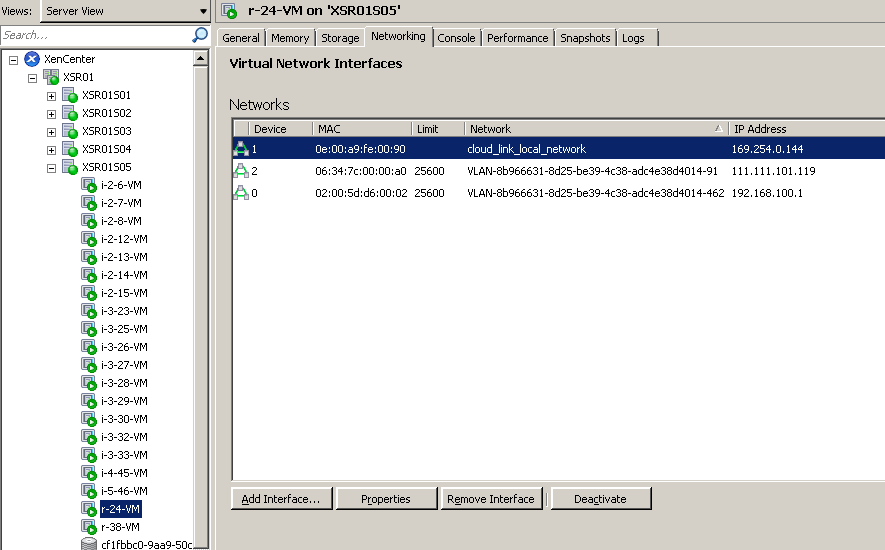 Views: Server View
Search...
XenCenter
XSR01
XSR01S01
XSR01S02
XSR01S03
XSR01S04
XSR01S05
i-2-6-VM
i-2-7-VM
i-2-8-VM
i-2-12-VM
i-2-13-VM
i-2-14-VM
i-2-15-VM
i-3-23-VM
i-3-25-VM
i-3-26-VM
i-3-27-VM
i-3-28-VM
i-3-29-VM
i-3-30-VM
i-3-32-VM
i-3-33-VM
i-4-45-VM
i-5-46-VM
r-24-VM
r-38-VM
cf1fbbc0-9aa9-50c
r-24-VM on 'XSR01S05'
General Memory Storage Networking Console Performance Snapshots Logs
Virtual Network Interfaces
Networks
Device MAC Limit Network IP Address
1 0e:00:a9:fe:00:90 cloud_link_local_network 169.254.0.144
2 06:34:7c:00:00:a0 25600 VLAN-8b966631-8d25-be39-4c38-adc4e38d4014-91 111.111.101.119
0 02:00:5d:d6:00:02 25600 VLAN-8b966631-8d25-be39-4c38-adc4e38d4014-462 192.168.100.1
Add Interface... Properties Remove Interface Deactivate